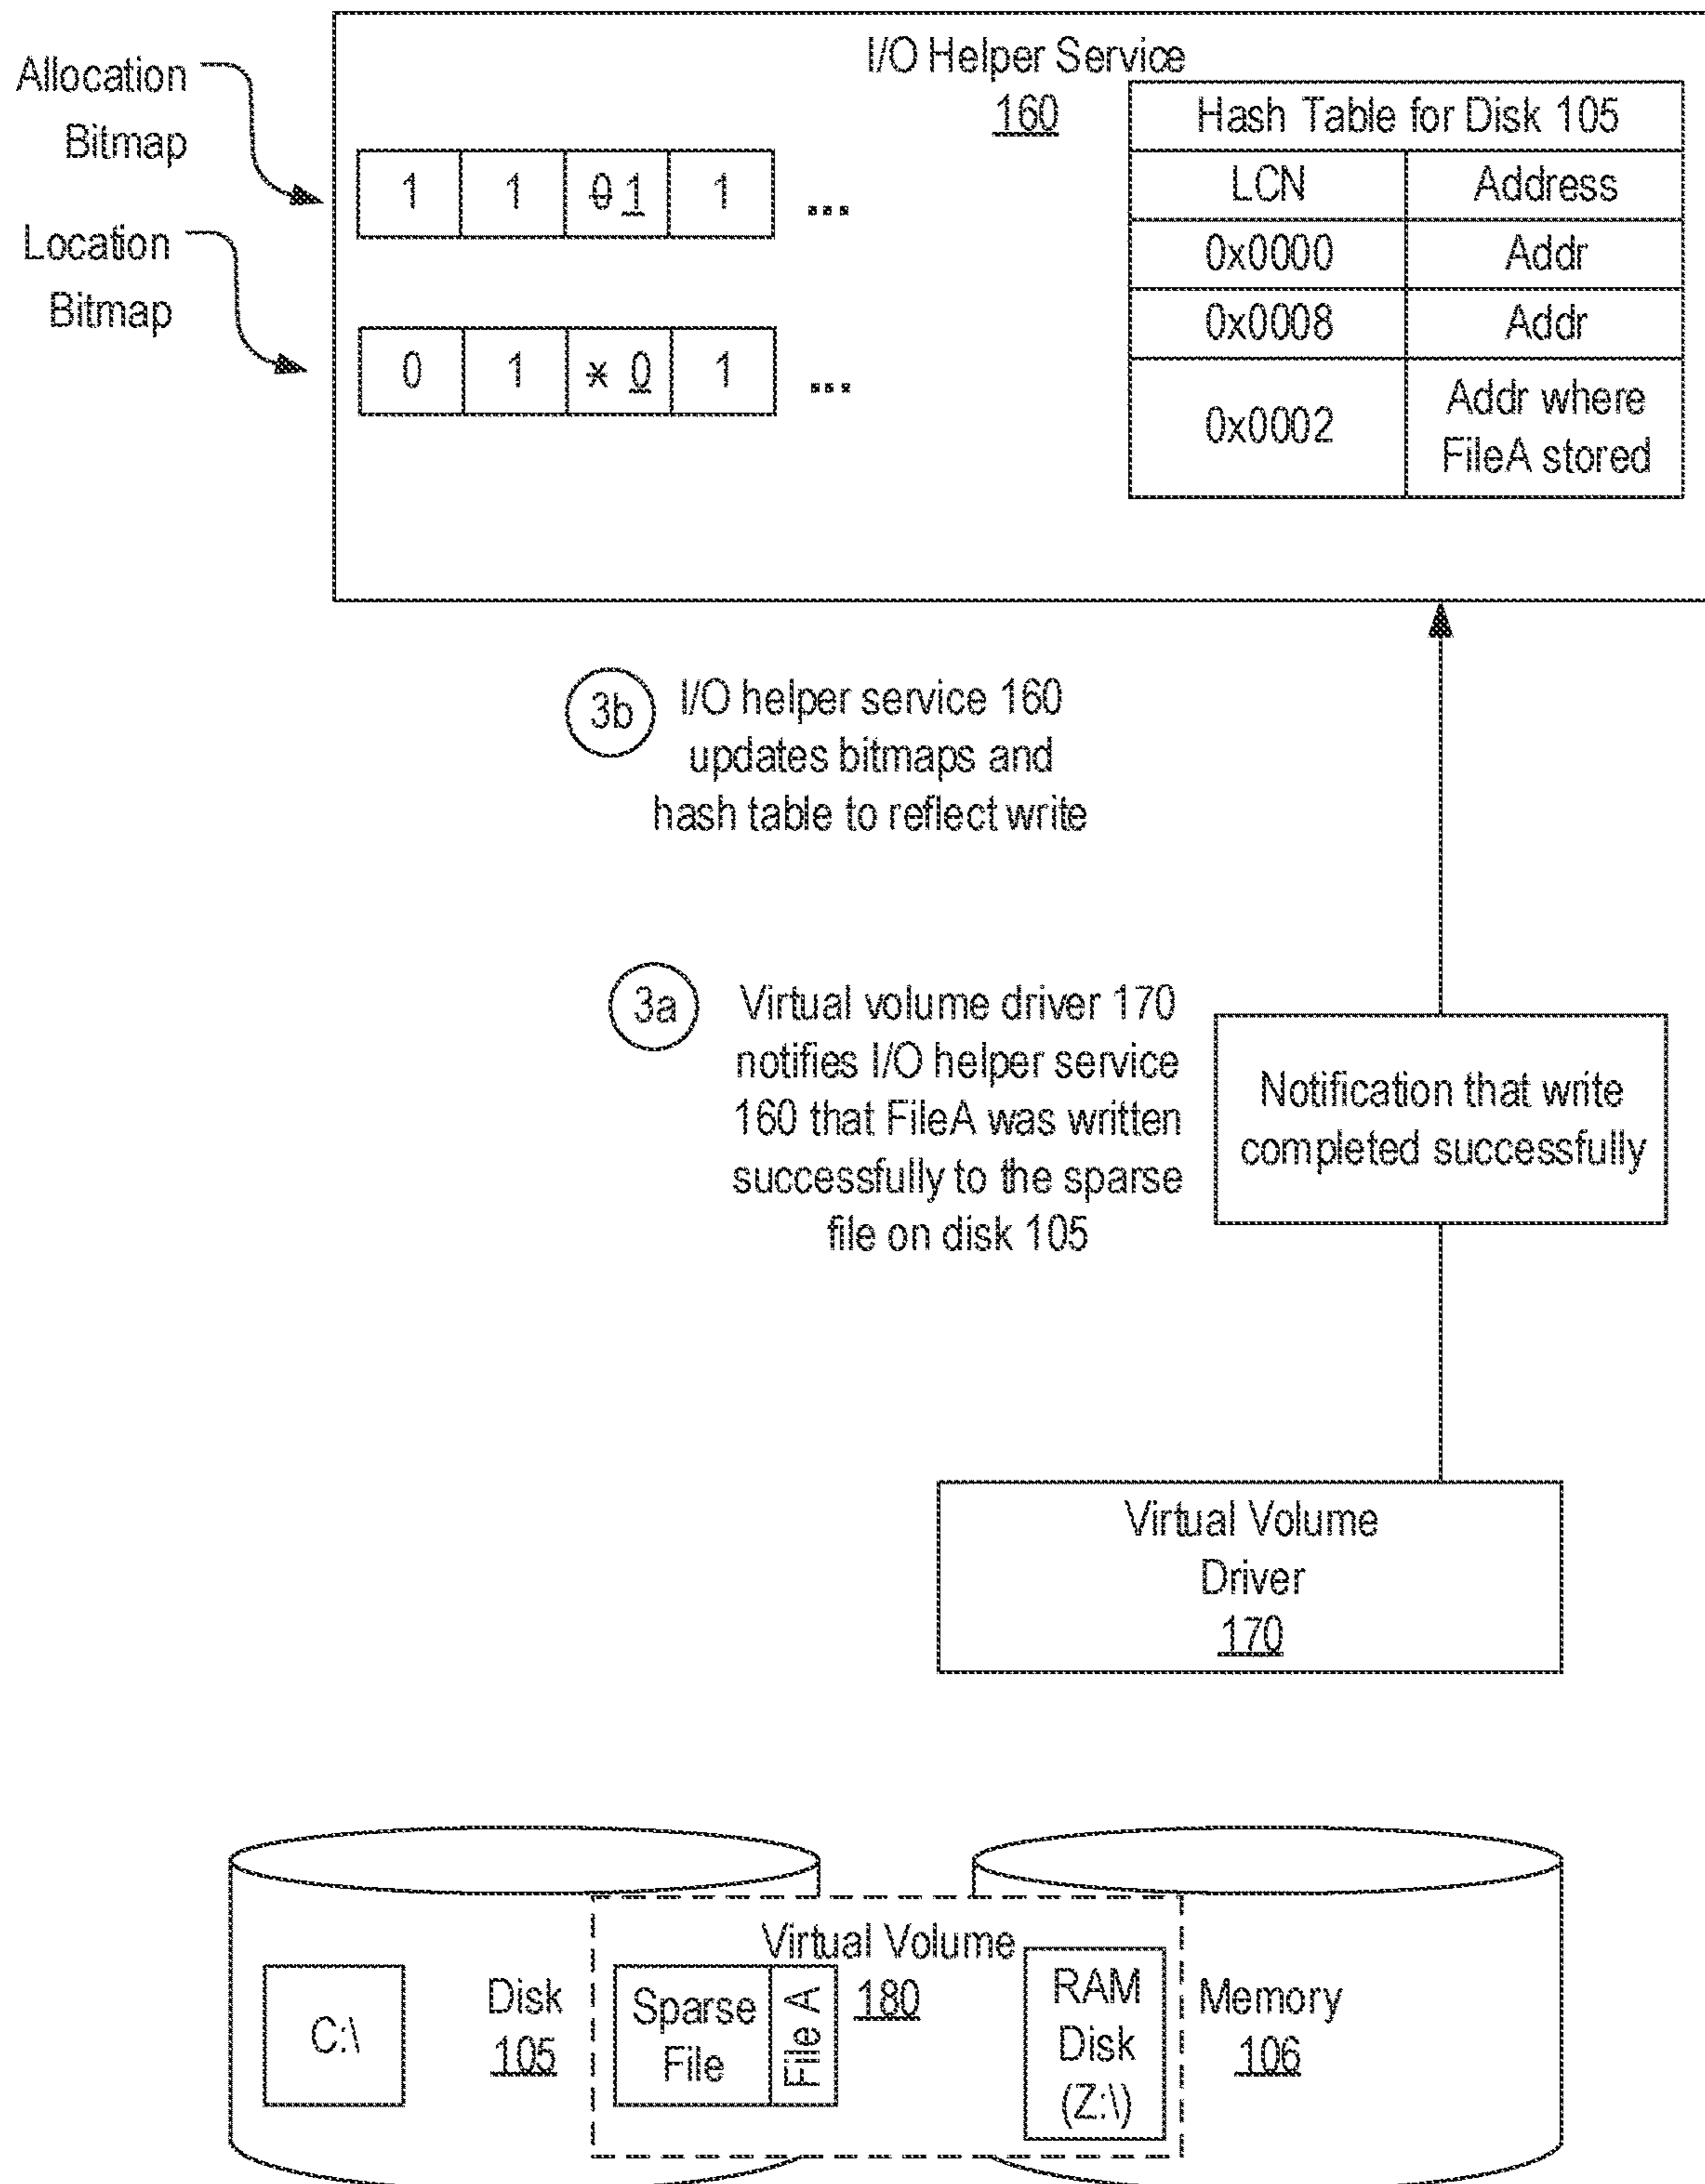 I/O Helper Service
160
Allocation
Bitmap
1 1 0 1 1 ...
Location
Bitmap
0 1 x 0 1 ...
Hash Table for Disk 105
LCN Address
0x0000 Addr
0x0008 Addr
0x0002 Addr where
FileA stored
3b I/O helper service 160
updates bitmaps and
hash table to reflect write
3a Virtual volume driver 170
notifies I/O helper service
160 that FileA was written
successfully to the sparse
file on disk 105
Notification that write
completed successfully
Virtual Volume
Driver
170
C:\
Disk
105
Virtual Volume
180
Sparse
File
File A
RAM
Disk
(Z:\)
Memory
106